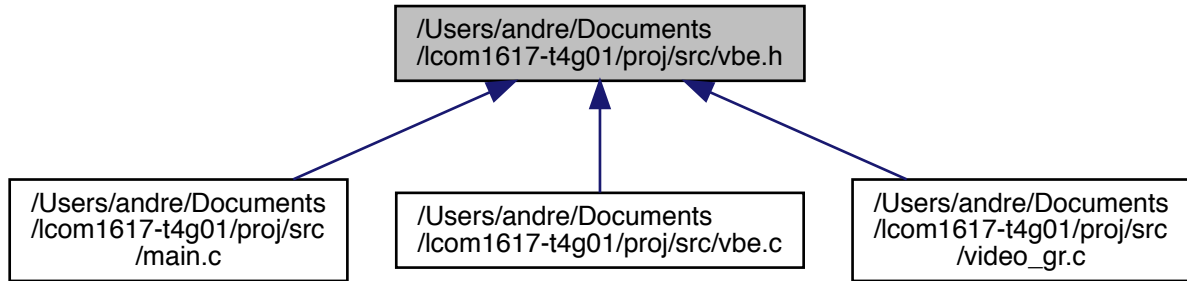 /Users/andre/Documents
/lcom1617-t4g01/proj/src/vbe.h
/Users/andre/Documents
/lcom1617-t4g01/proj/src
/main.c
/Users/andre/Documents
/lcom1617-t4g01/proj/src/vbe.c
/Users/andre/Documents
/lcom1617-t4g01/proj/src
/video_gr.c